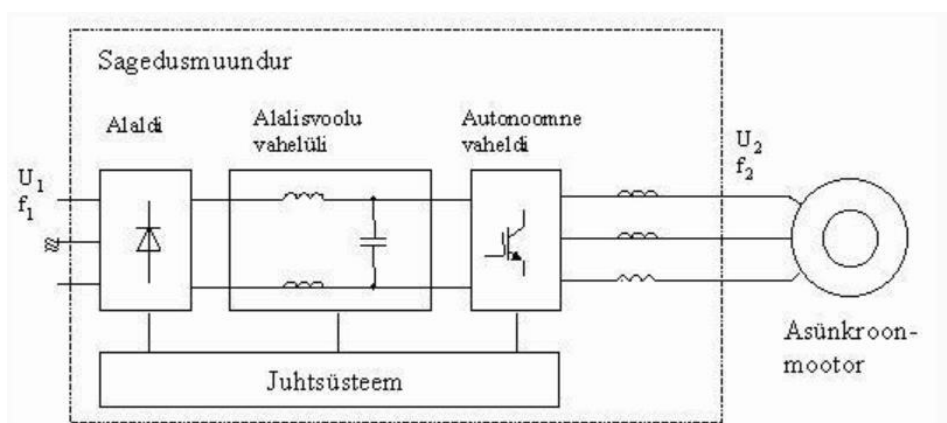 Sagedusmuundur
Alaldi
Alalisvoolu
vahelüli
Autonoomne
vaheldi
U1
f1
≋
U2
f2
Asünkroon-
mootor
Juhtsüsteem